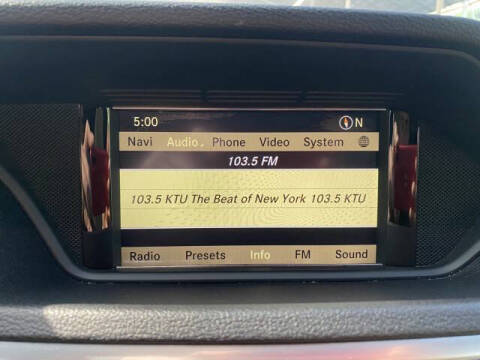 5:00 N
Navi Audio Phone Video System
103.5 FM
103.5 KTU The Beat of New York 103.5 KTU
Radio Presets Info FM Sound